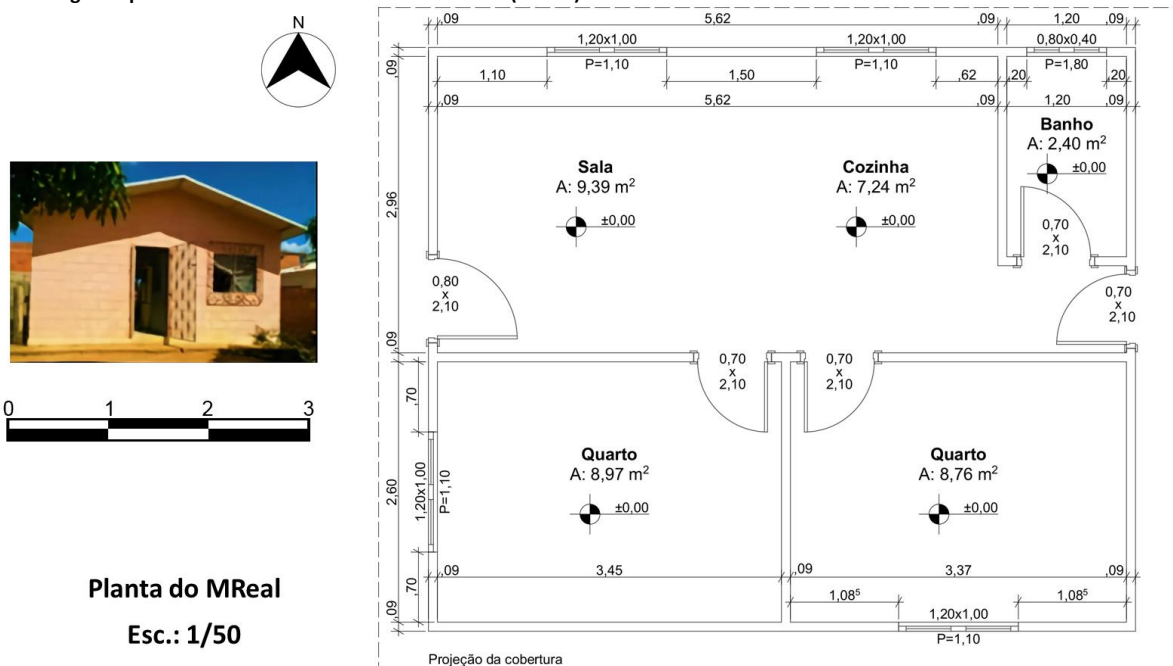 N
0 1 2 3
Planta do MReal
Esc.: 1/50
,09 5,62 ,09 1,20 ,09
1,20x1,00 1,20x1,00 0,80x0,40
P=1,10 P=1,10 P=1,80
,09
1,10 1,50 ,62 ,20 ,20
,09 5,62 ,09 1,20 ,09
Banho
A: 2,40 m²
±0,00
Sala
A: 9,39 m²
±0,00
Cozinha
A: 7,24 m²
±0,00
2,96
0,70
x
2,10
0,80
x
2,10
0,70
x
2,10
,09
0,70
x
2,10
0,70
x
2,10
,70
Quarto
A: 8,97 m²
±0,00
Quarto
A: 8,76 m²
±0,00
2,60
1,20x1,00
P=1,10
,70
,09 3,45 ,09 3,37 ,09
,09
1,08⁵ 1,08⁵
1,20x1,00
P=1,10
Projeção da cobertura